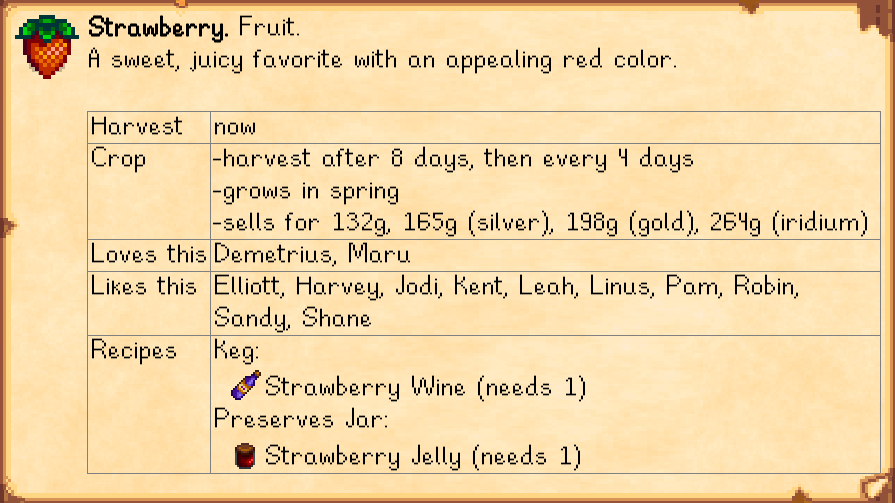 Strawberry. Fruit.
A sweet, juicy favorite with an appealing red color.
Harvest now
Crop -harvest after 8 days, then every 4 days
-grows in spring
-sells for 132g, 165g (silver), 198g (gold), 264g (iridium)
Loves this Demetrius, Maru
Likes this Elliott, Harvey, Jodi, Kent, Leah, Linus, Pam, Robin,
Sandy, Shane
Recipes Keg:
Strawberry Wine (needs 1)
Preserves Jar:
Strawberry Jelly (needs 1)